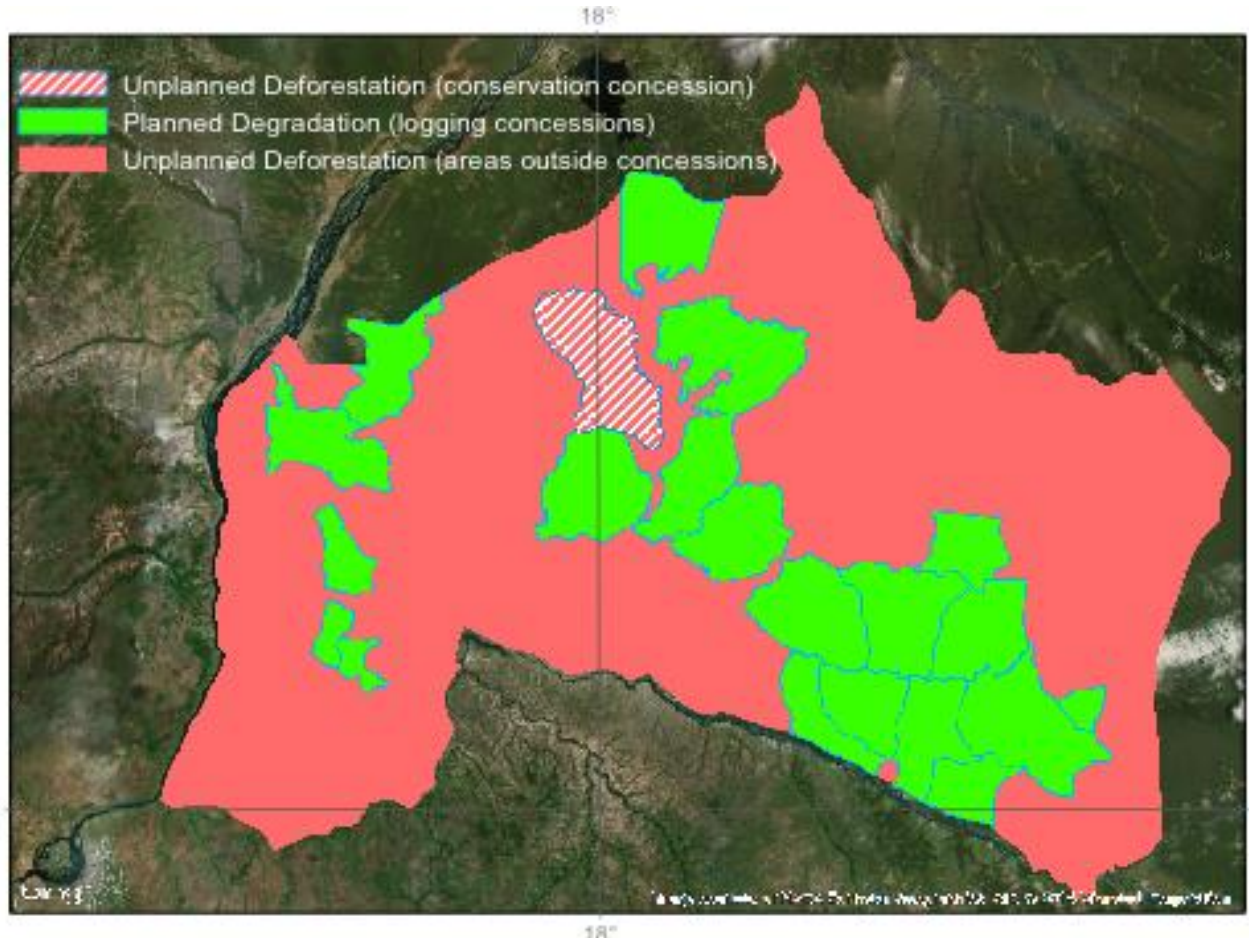 18°
Unplanned Deforestation (conservation concession)
Planned Degradation (logging concessions)
Unplanned Deforestation (areas outside concessions)
18°